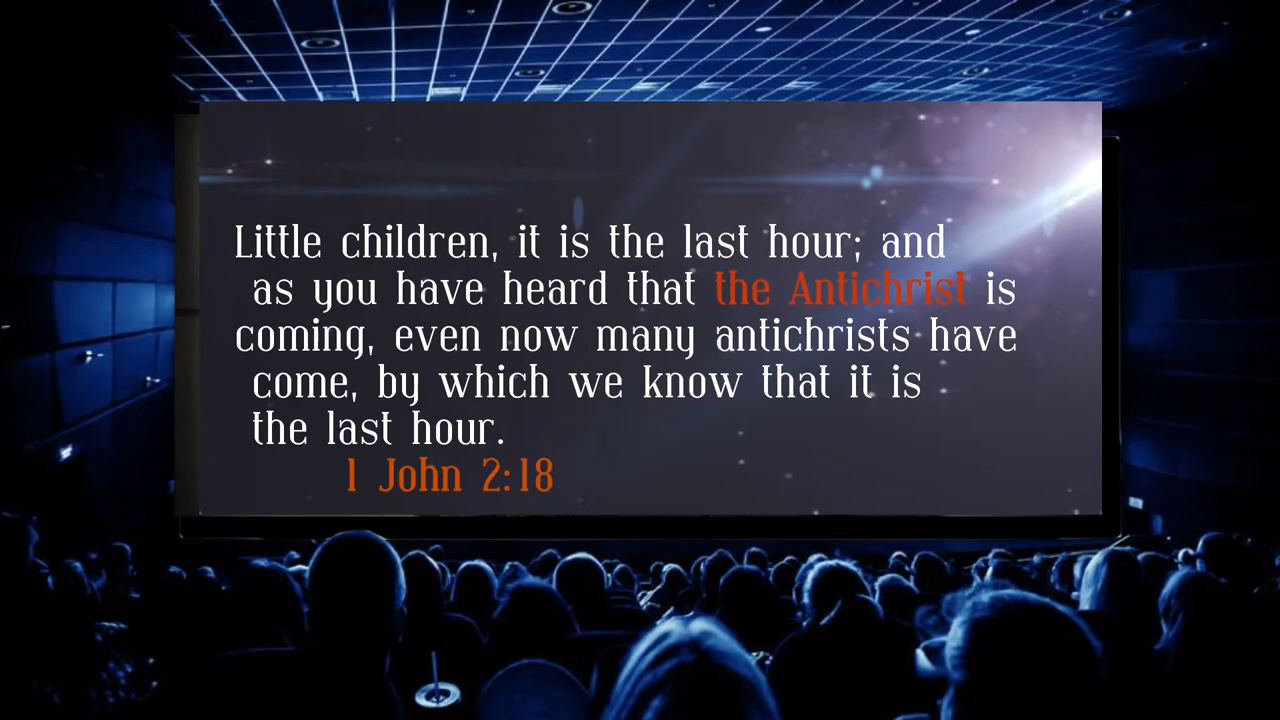 Little children, it is the last hour; and
as you have heard that the Antichrist is
coming, even now many antichrists have
come, by which we know that it is
the last hour.
1 John 2:18